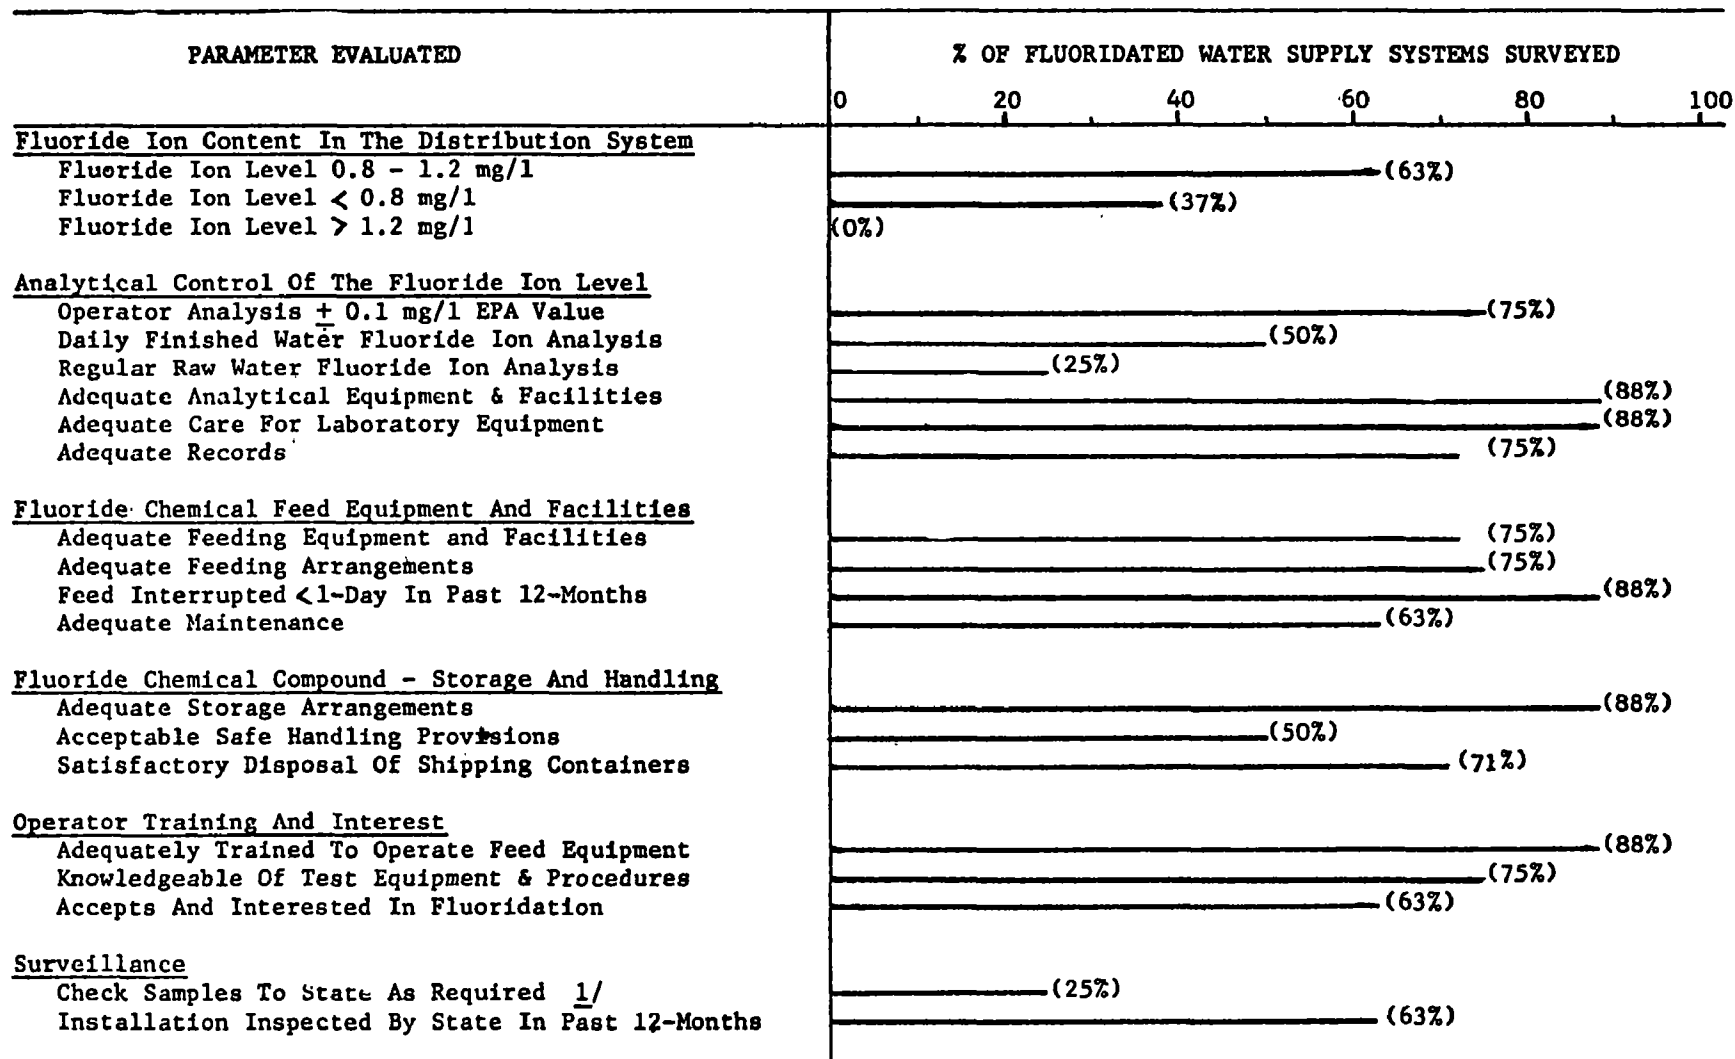 PARAMETER EVALUATED % OF FLUORIDATED WATER SUPPLY SYSTEMS SURVEYED
0 20 40 60 80 100
Fluoride Ion Content In The Distribution System
Fluoride Ion Level 0.8 - 1.2 mg/l (63%)
Fluoride Ion Level < 0.8 mg/l (37%)
Fluoride Ion Level > 1.2 mg/l (0%)
Analytical Control Of The Fluoride Ion Level
Operator Analysis ± 0.1 mg/l EPA Value (75%)
Daily Finished Water Fluoride Ion Analysis (50%)
Regular Raw Water Fluoride Ion Analysis (25%)
Adequate Analytical Equipment & Facilities (88%)
Adequate Care For Laboratory Equipment (88%)
Adequate Records (75%)
Fluoride Chemical Feed Equipment And Facilities
Adequate Feeding Equipment and Facilities (75%)
Adequate Feeding Arrangements (75%)
Feed Interrupted <1-Day In Past 12-Months (88%)
Adequate Maintenance (63%)
Fluoride Chemical Compound - Storage And Handling
Adequate Storage Arrangements (88%)
Acceptable Safe Handling Provisions (50%)
Satisfactory Disposal Of Shipping Containers (71%)
Operator Training And Interest
Adequately Trained To Operate Feed Equipment (88%)
Knowledgeable Of Test Equipment & Procedures (75%)
Accepts And Interested In Fluoridation (63%)
Surveillance
Check Samples To State As Required 1/ (25%)
Installation Inspected By State In Past 12-Months (63%)